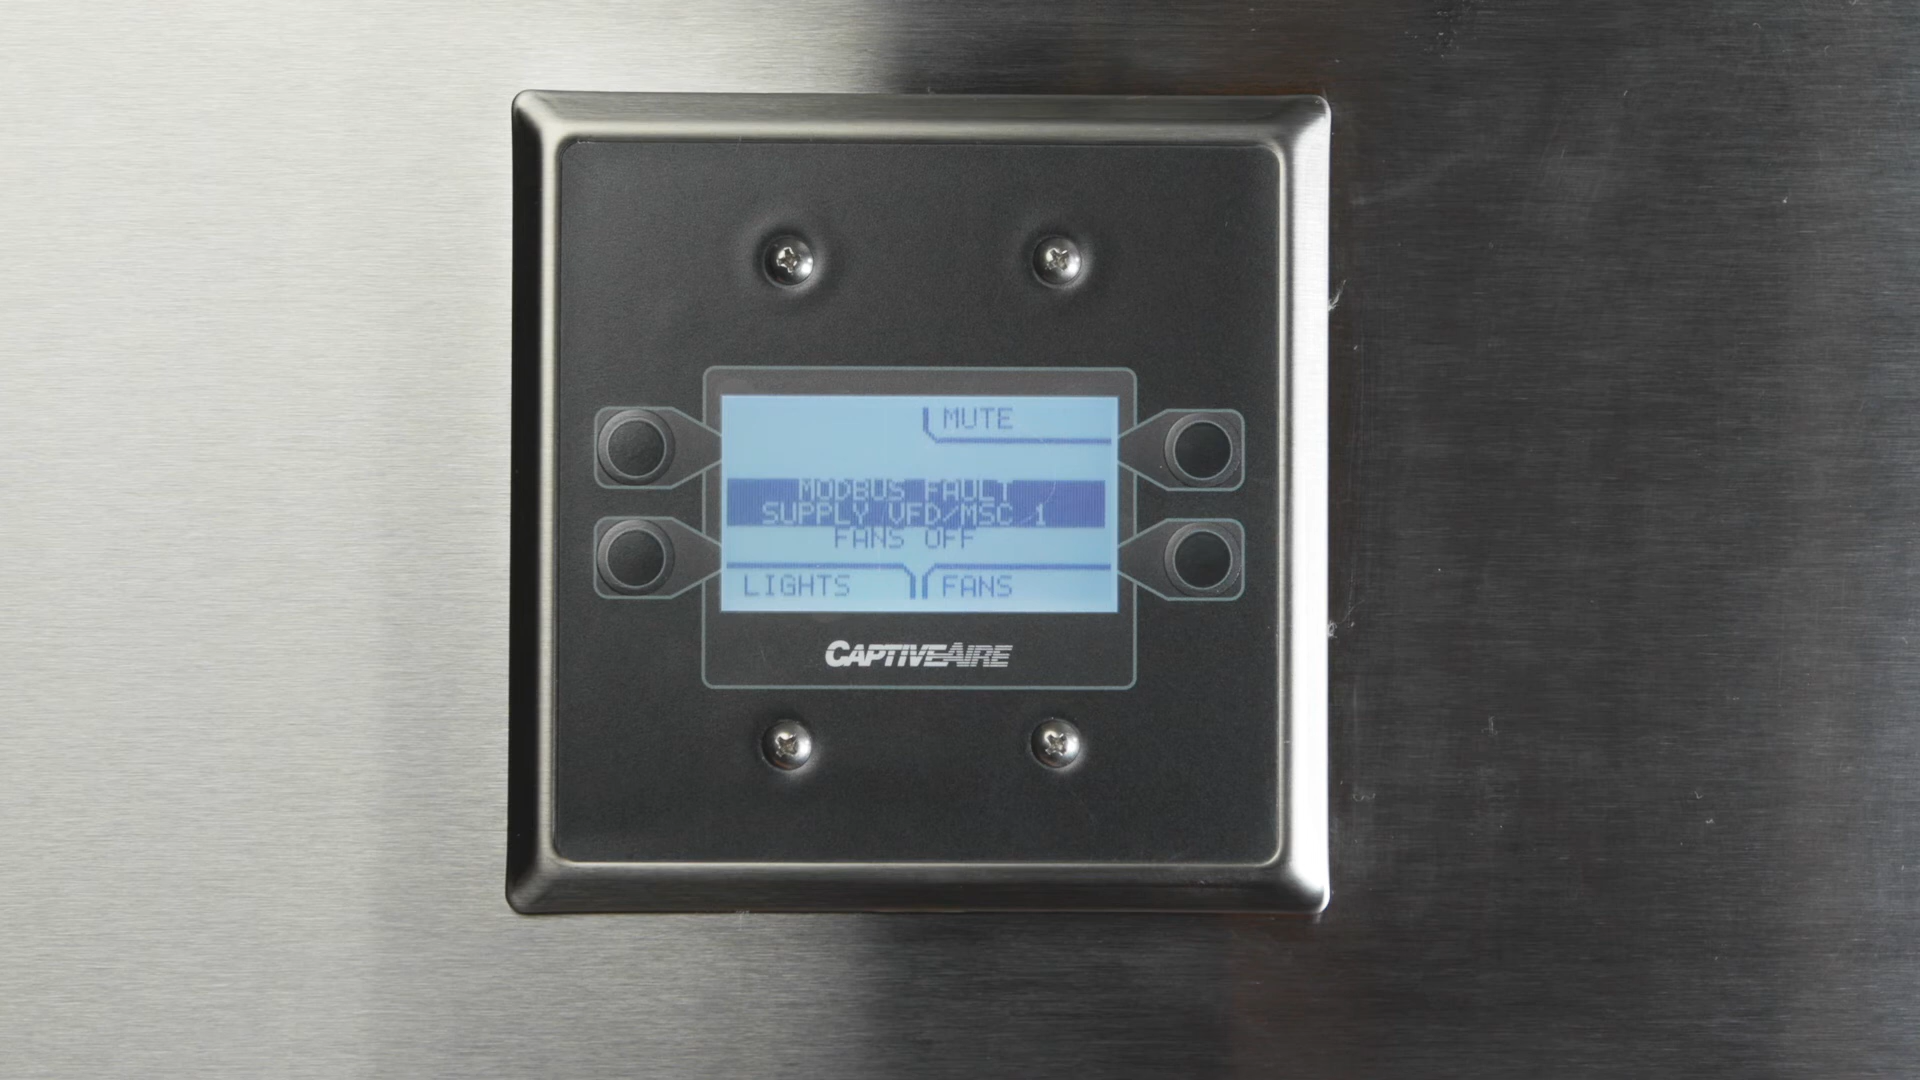 MUTE
MODBUS FAULT
SUPPLY VFD/MSC 1
FANS OFF
LIGHTS
FANS
CAPTIVEAIRE